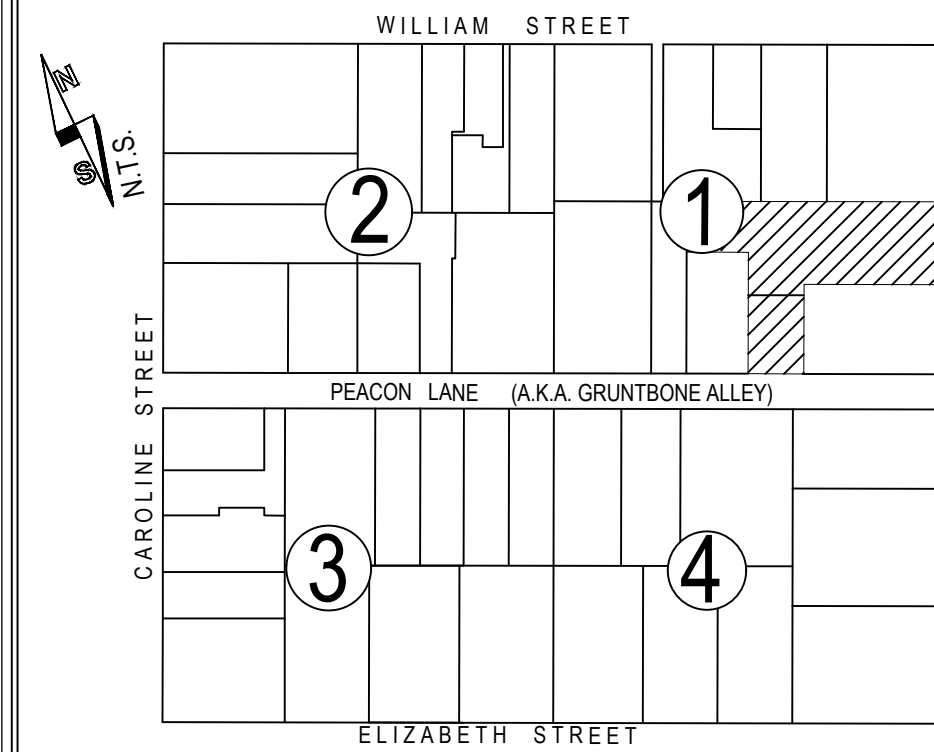 WILLIAM STREET
N
S
N.T.S.
2
1
CAROLINE STREET
PEACON LANE (A.K.A. GRUNTBONE ALLEY)
3
4
ELIZABETH STREET